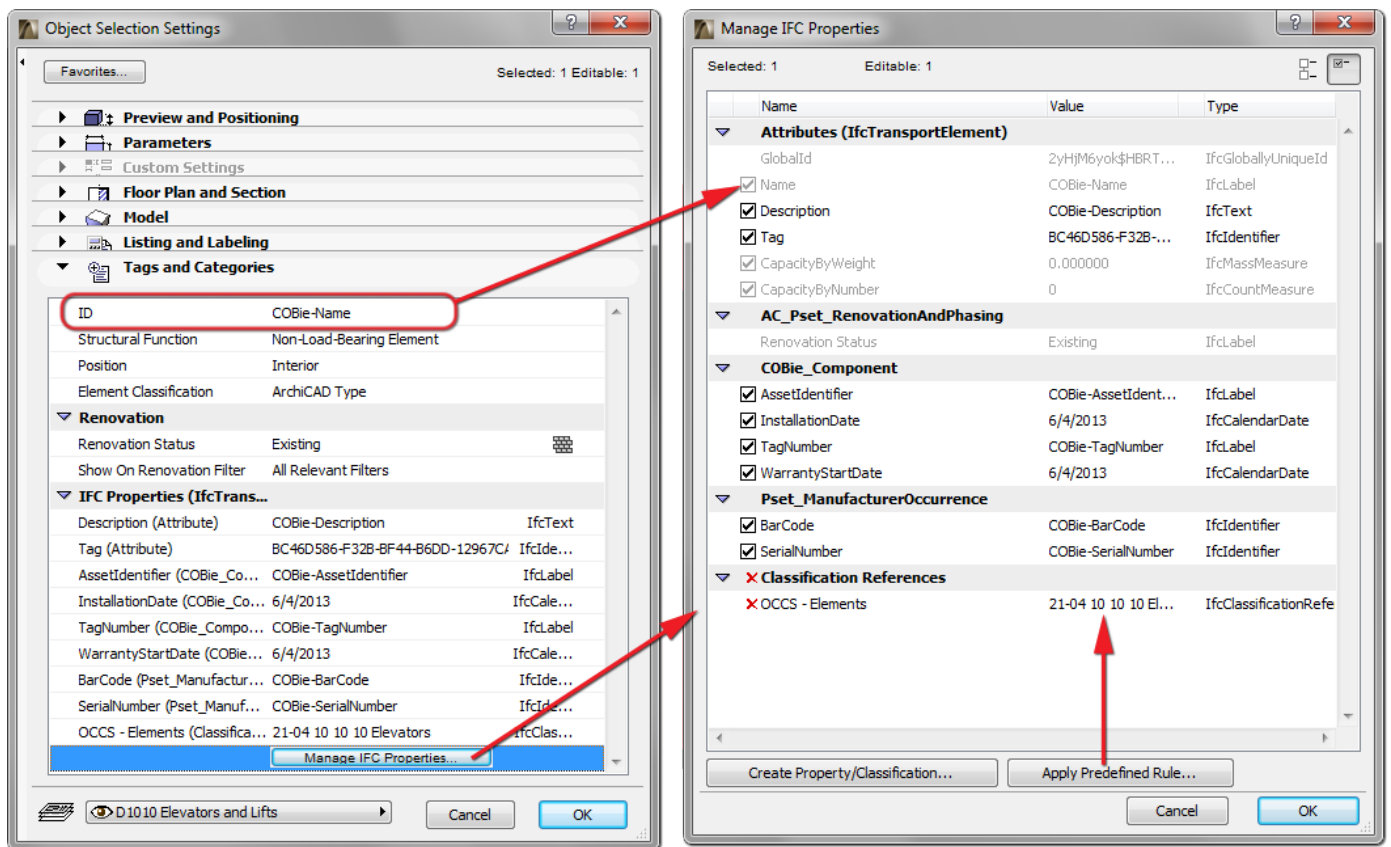 Object Selection Settings
Favorites...
Selected: 1 Editable: 1
Preview and Positioning
Parameters
Custom Settings
Floor Plan and Section
Model
Listing and Labeling
Tags and Categories
ID COBie-Name
Structural Function Non-Load-Bearing Element
Position Interior
Element Classification ArchiCAD Type
Renovation
Renovation Status Existing
Show On Renovation Filter All Relevant Filters
IFC Properties (IfcTrans...
Description (Attribute) COBie-Description IfcText
Tag (Attribute) BC46D586-F32B-BF44-B6DD-12967CA IfcIde...
AssetIdentifier (COBie_Co... COBie-AssetIdentifier IfcLabel
InstallationDate (COBie_Co... 6/4/2013 IfcCale...
TagNumber (COBie_Compo... COBie-TagNumber IfcLabel
WarrantyStartDate (COBie... 6/4/2013 IfcCale...
BarCode (Pset_Manufactur... COBie-BarCode IfcIde...
SerialNumber (Pset_Manuf... COBie-SerialNumber IfcIde...
OCCS - Elements (Classifica... 21-04 10 10 10 Elevators IfcClas...
Manage IFC Properties...
D1010 Elevators and Lifts
Cancel
OK
Manage IFC Properties
Selected: 1 Editable: 1
Name Value Type
Attributes (IfcTransportElement)
GlobalId 2yHjM6yok$HBRT... IfcGloballyUniqueId
Name COBie-Name IfcLabel
Description COBie-Description IfcText
Tag BC46D586-F32B-... IfcIdentifier
CapacityByWeight 0.000000 IfcMassMeasure
CapacityByNumber 0 IfcCountMeasure
AC_Pset_RenovationAndPhasing
Renovation Status Existing IfcLabel
COBie_Component
AssetIdentifier COBie-AssetIdent... IfcLabel
InstallationDate 6/4/2013 IfcCalendarDate
TagNumber COBie-TagNumber IfcLabel
WarrantyStartDate 6/4/2013 IfcCalendarDate
Pset_ManufacturerOccurrence
BarCode COBie-BarCode IfcIdentifier
SerialNumber COBie-SerialNumber IfcIdentifier
Classification References
OCCS - Elements 21-04 10 10 10 El... IfcClassificationRefe
Create Property/Classification...
Apply Predefined Rule...
Cancel
OK